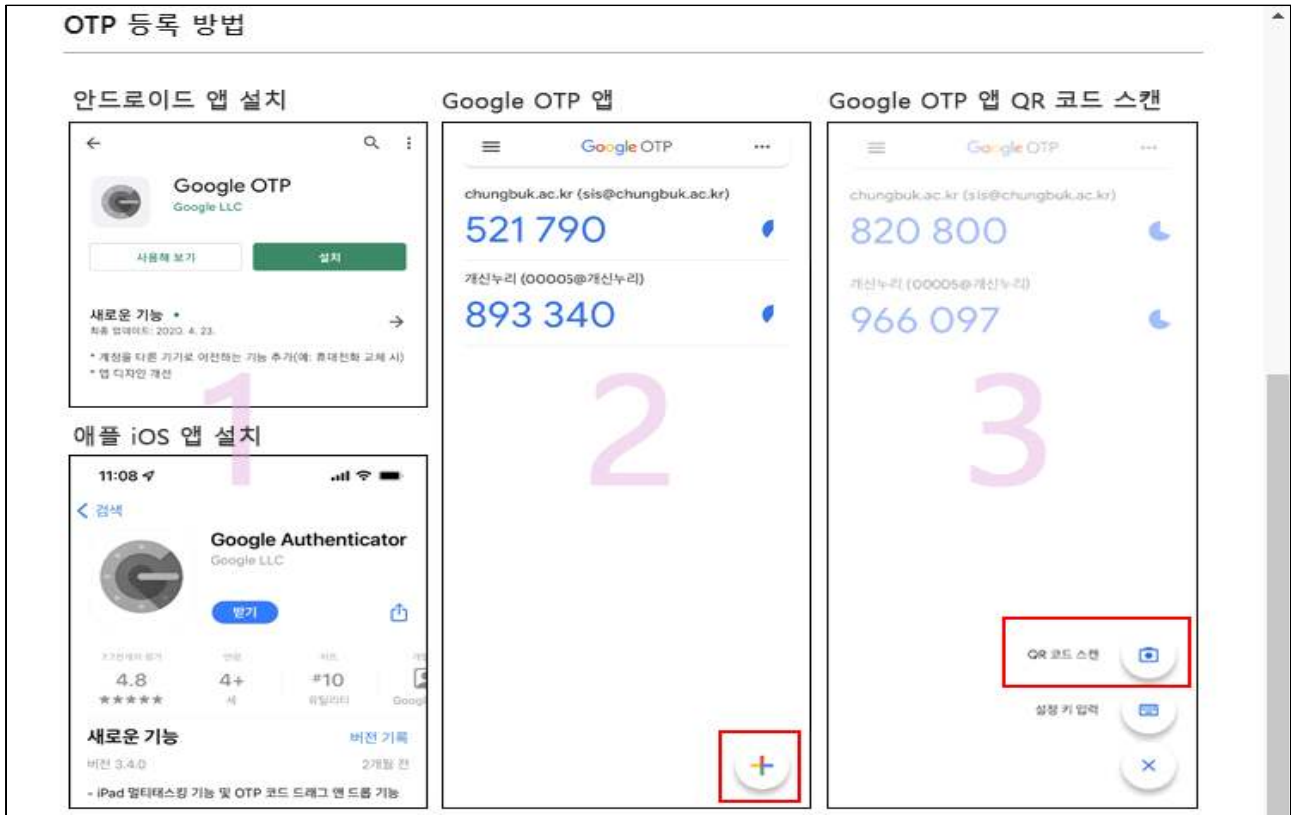 OTP 등록 방법
안드로이드 앱 설치
Google OTP
Google LLC
사용해 보기
설치
새로운 기능 •
최종 업데이트: 2020. 4. 23.
* 계정을 다른 기기로 이전하는 기능 추가(예: 휴대전화 교체 시)
* 앱 디자인 개선
1
애플 iOS 앱 설치
11:08
검색
Google Authenticator
Google LLC
받기
4.8
4+
#10
★★★★★
세
유틸리티
Googl
새로운 기능
버전 기록
버전 3.4.0
2개월 전
- iPad 멀티태스킹 기능 및 OTP 코드 드래그 앤 드롭 기능
Google OTP 앱
Google OTP
chungbuk.ac.kr (sis@chungbuk.ac.kr)
521 790
개신누리 (00005@개신누리)
893 340
2
Google OTP 앱 QR 코드 스캔
Google OTP
chungbuk.ac.kr (sis@chungbuk.ac.kr)
820 800
개신누리 (00005@개신누리)
966 097
3
QR 코드 스캔
설정 키 입력